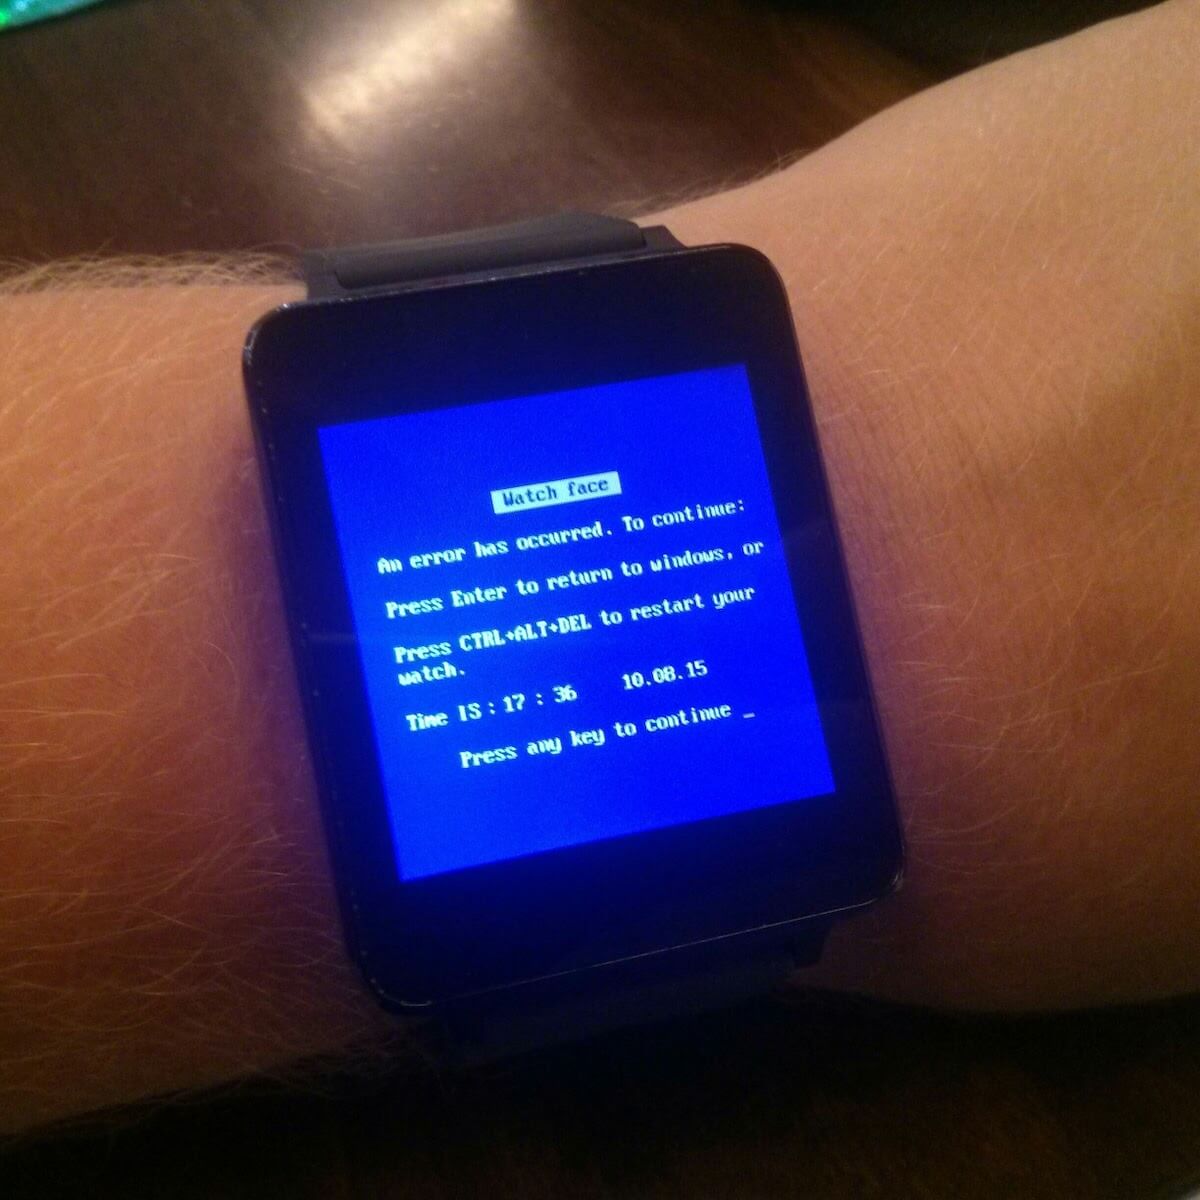 Watch face
An error has occurred. To continue:
Press Enter to return to windows, or
Press CTRL+ALT+DEL to restart your
watch.
Time IS : 17 : 36 10.08.15
Press any key to continue _